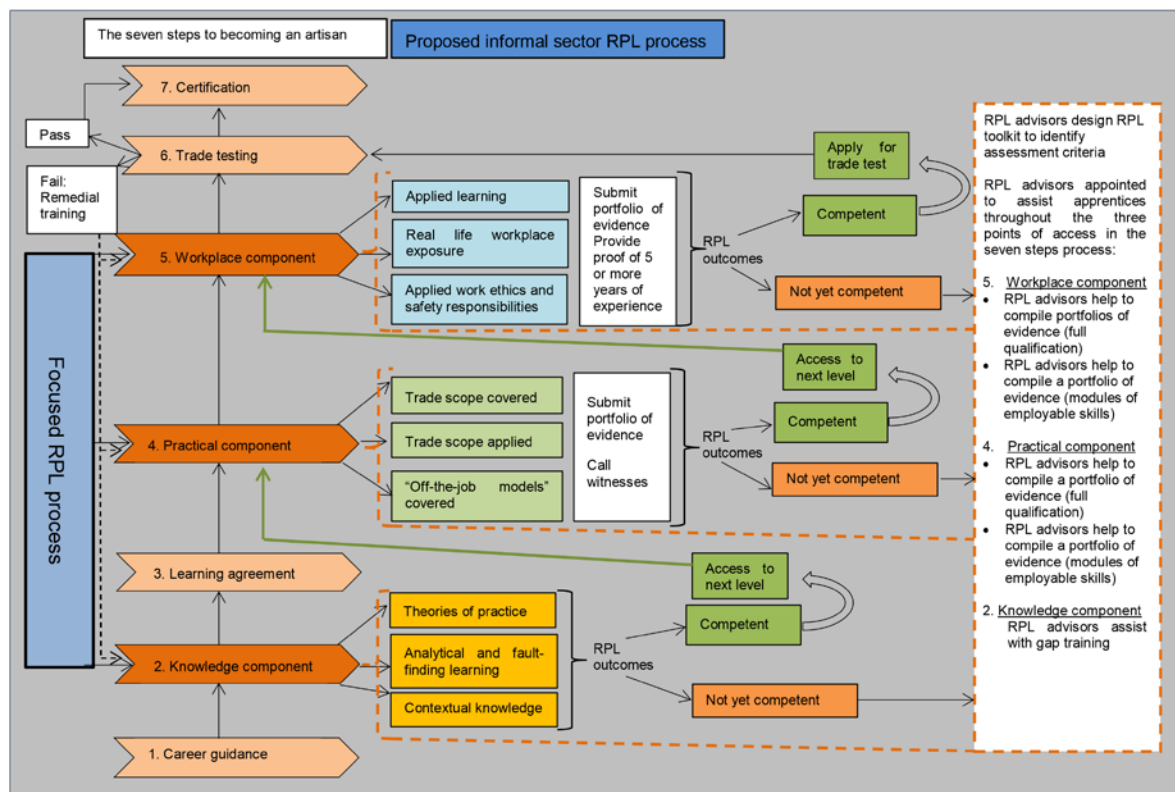 The seven steps to becoming an artisan
Proposed informal sector RPL process
7. Certification
Pass
6. Trade testing
Fail:
Remedial
training
5. Workplace component
Focused RPL process
4. Practical component
3. Learning agreement
2. Knowledge component
1. Career guidance
Applied learning
Real life workplace
exposure
Applied work ethics and
safety responsibilities
Submit
portfolio of
evidence
Provide
proof of 5
or more
years of
experience
RPL
outcomes
Apply for
trade test
Competent
Not yet competent
Trade scope covered
Trade scope applied
"Off-the-job models"
covered
Submit
portfolio of
evidence
Call
witnesses
RPL
outcomes
Access to
next level
Competent
Not yet competent
Theories of practice
Analytical and fault-
finding learning
Contextual knowledge
RPL
outcomes
Access to
next level
Competent
Not yet competent
RPL advisors design RPL
toolkit to identify
assessment criteria
RPL advisors appointed
to assist apprentices
throughout the three
points of access in the
seven steps process:
5. Workplace component
• RPL advisors help to
compile portfolios of
evidence (full
qualification)
• RPL advisors help to
compile a portfolio of
evidence (modules of
employable skills)
4. Practical component
• RPL advisors help to
compile a portfolio of
evidence (full
qualification)
• RPL advisors help to
compile a portfolio of
evidence (modules of
employable skills)
2. Knowledge component
RPL advisors assist
with gap training